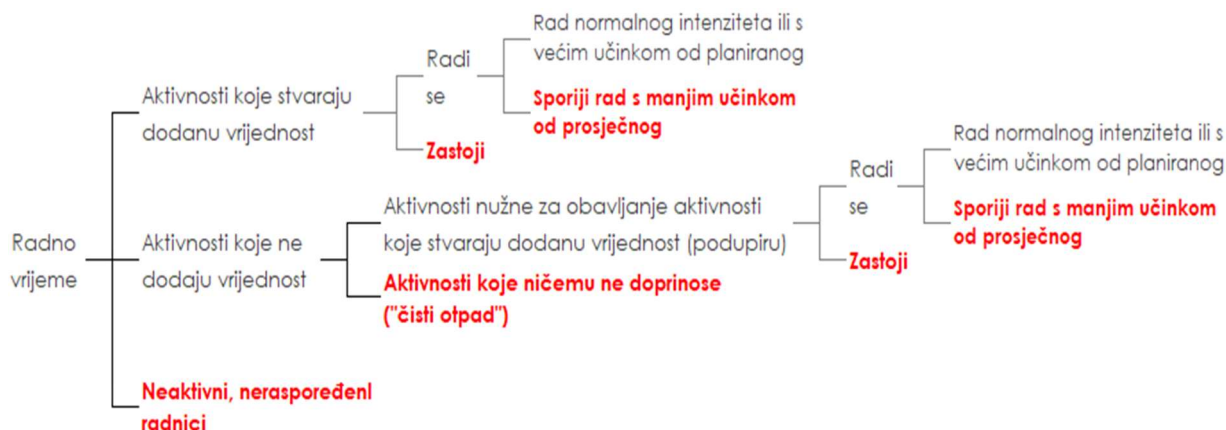 Radno
vrijeme
Aktivnosti koje stvaraju
dodanu vrijednost
Radi
se
Rad normalnog intenziteta ili s
većim učinkom od planiranog
Sporiji rad s manjim učinkom
od prosječnog
Zastoji
Aktivnosti koje ne
dodaju vrijednost
Aktivnosti nužne za obavljanje aktivnosti
koje stvaraju dodanu vrijednost (podupiru)
Radi
se
Rad normalnog intenziteta ili s
većim učinkom od planiranog
Sporiji rad s manjim učinkom
od prosječnog
Zastoji
Aktivnosti koje ničemu ne doprinose
("čisti otpad")
Neaktivni, neraspoređenI
radnici